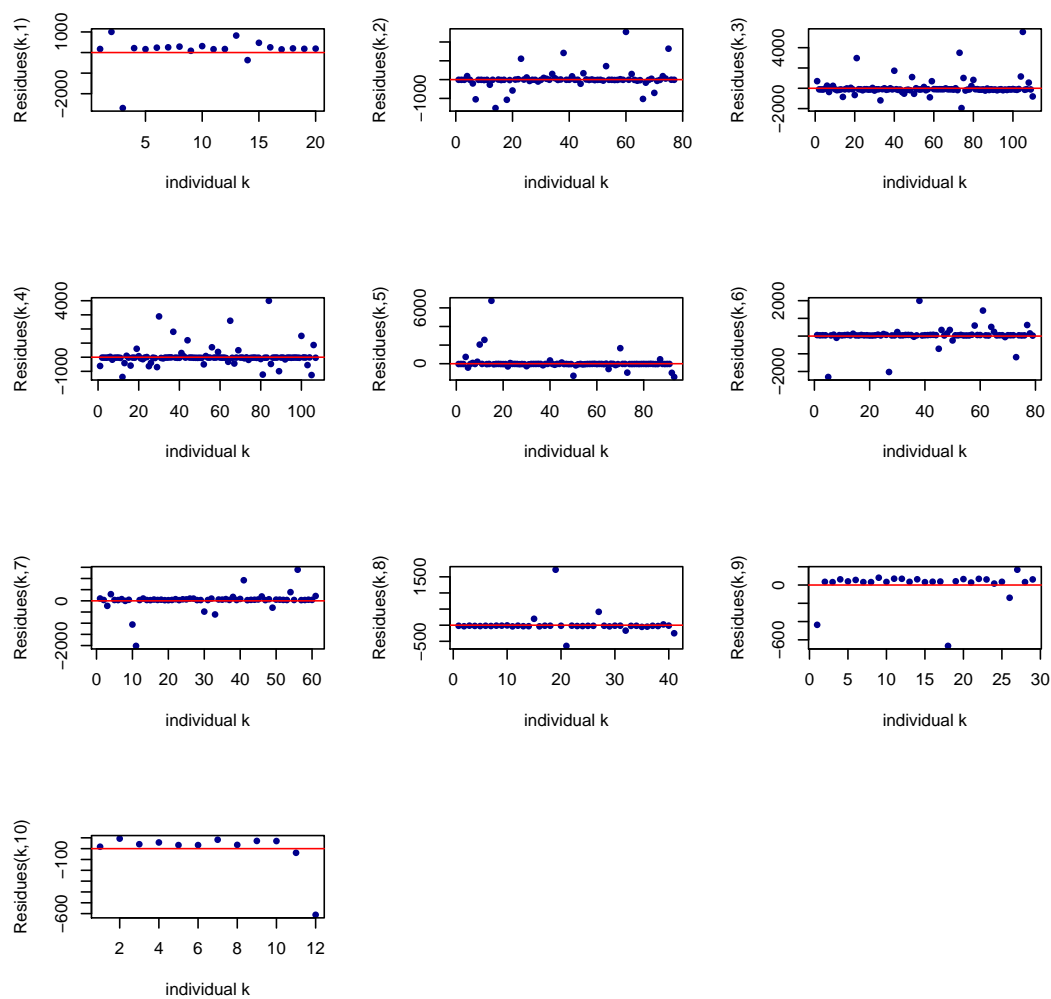 Residues(k,1)
1000
−2000
5 10 15 20
individual k
Residues(k,2)
−1000
0 20 40 60 80
individual k
Residues(k,3)
4000
−2000
0 20 40 60 80 100
individual k
Residues(k,4)
4000
−1000
0 20 40 60 80 100
individual k
Residues(k,5)
6000
0
0 20 40 60 80
individual k
Residues(k,6)
2000
−2000
0 20 40 60 80
individual k
Residues(k,7)
0
−2000
0 10 20 30 40 50 60
individual k
Residues(k,8)
1500
−500
0 10 20 30 40
individual k
Residues(k,9)
0
−600
0 5 10 15 20 25 30
individual k
Residues(k,10)
−100
−600
2 4 6 8 10 12
individual k